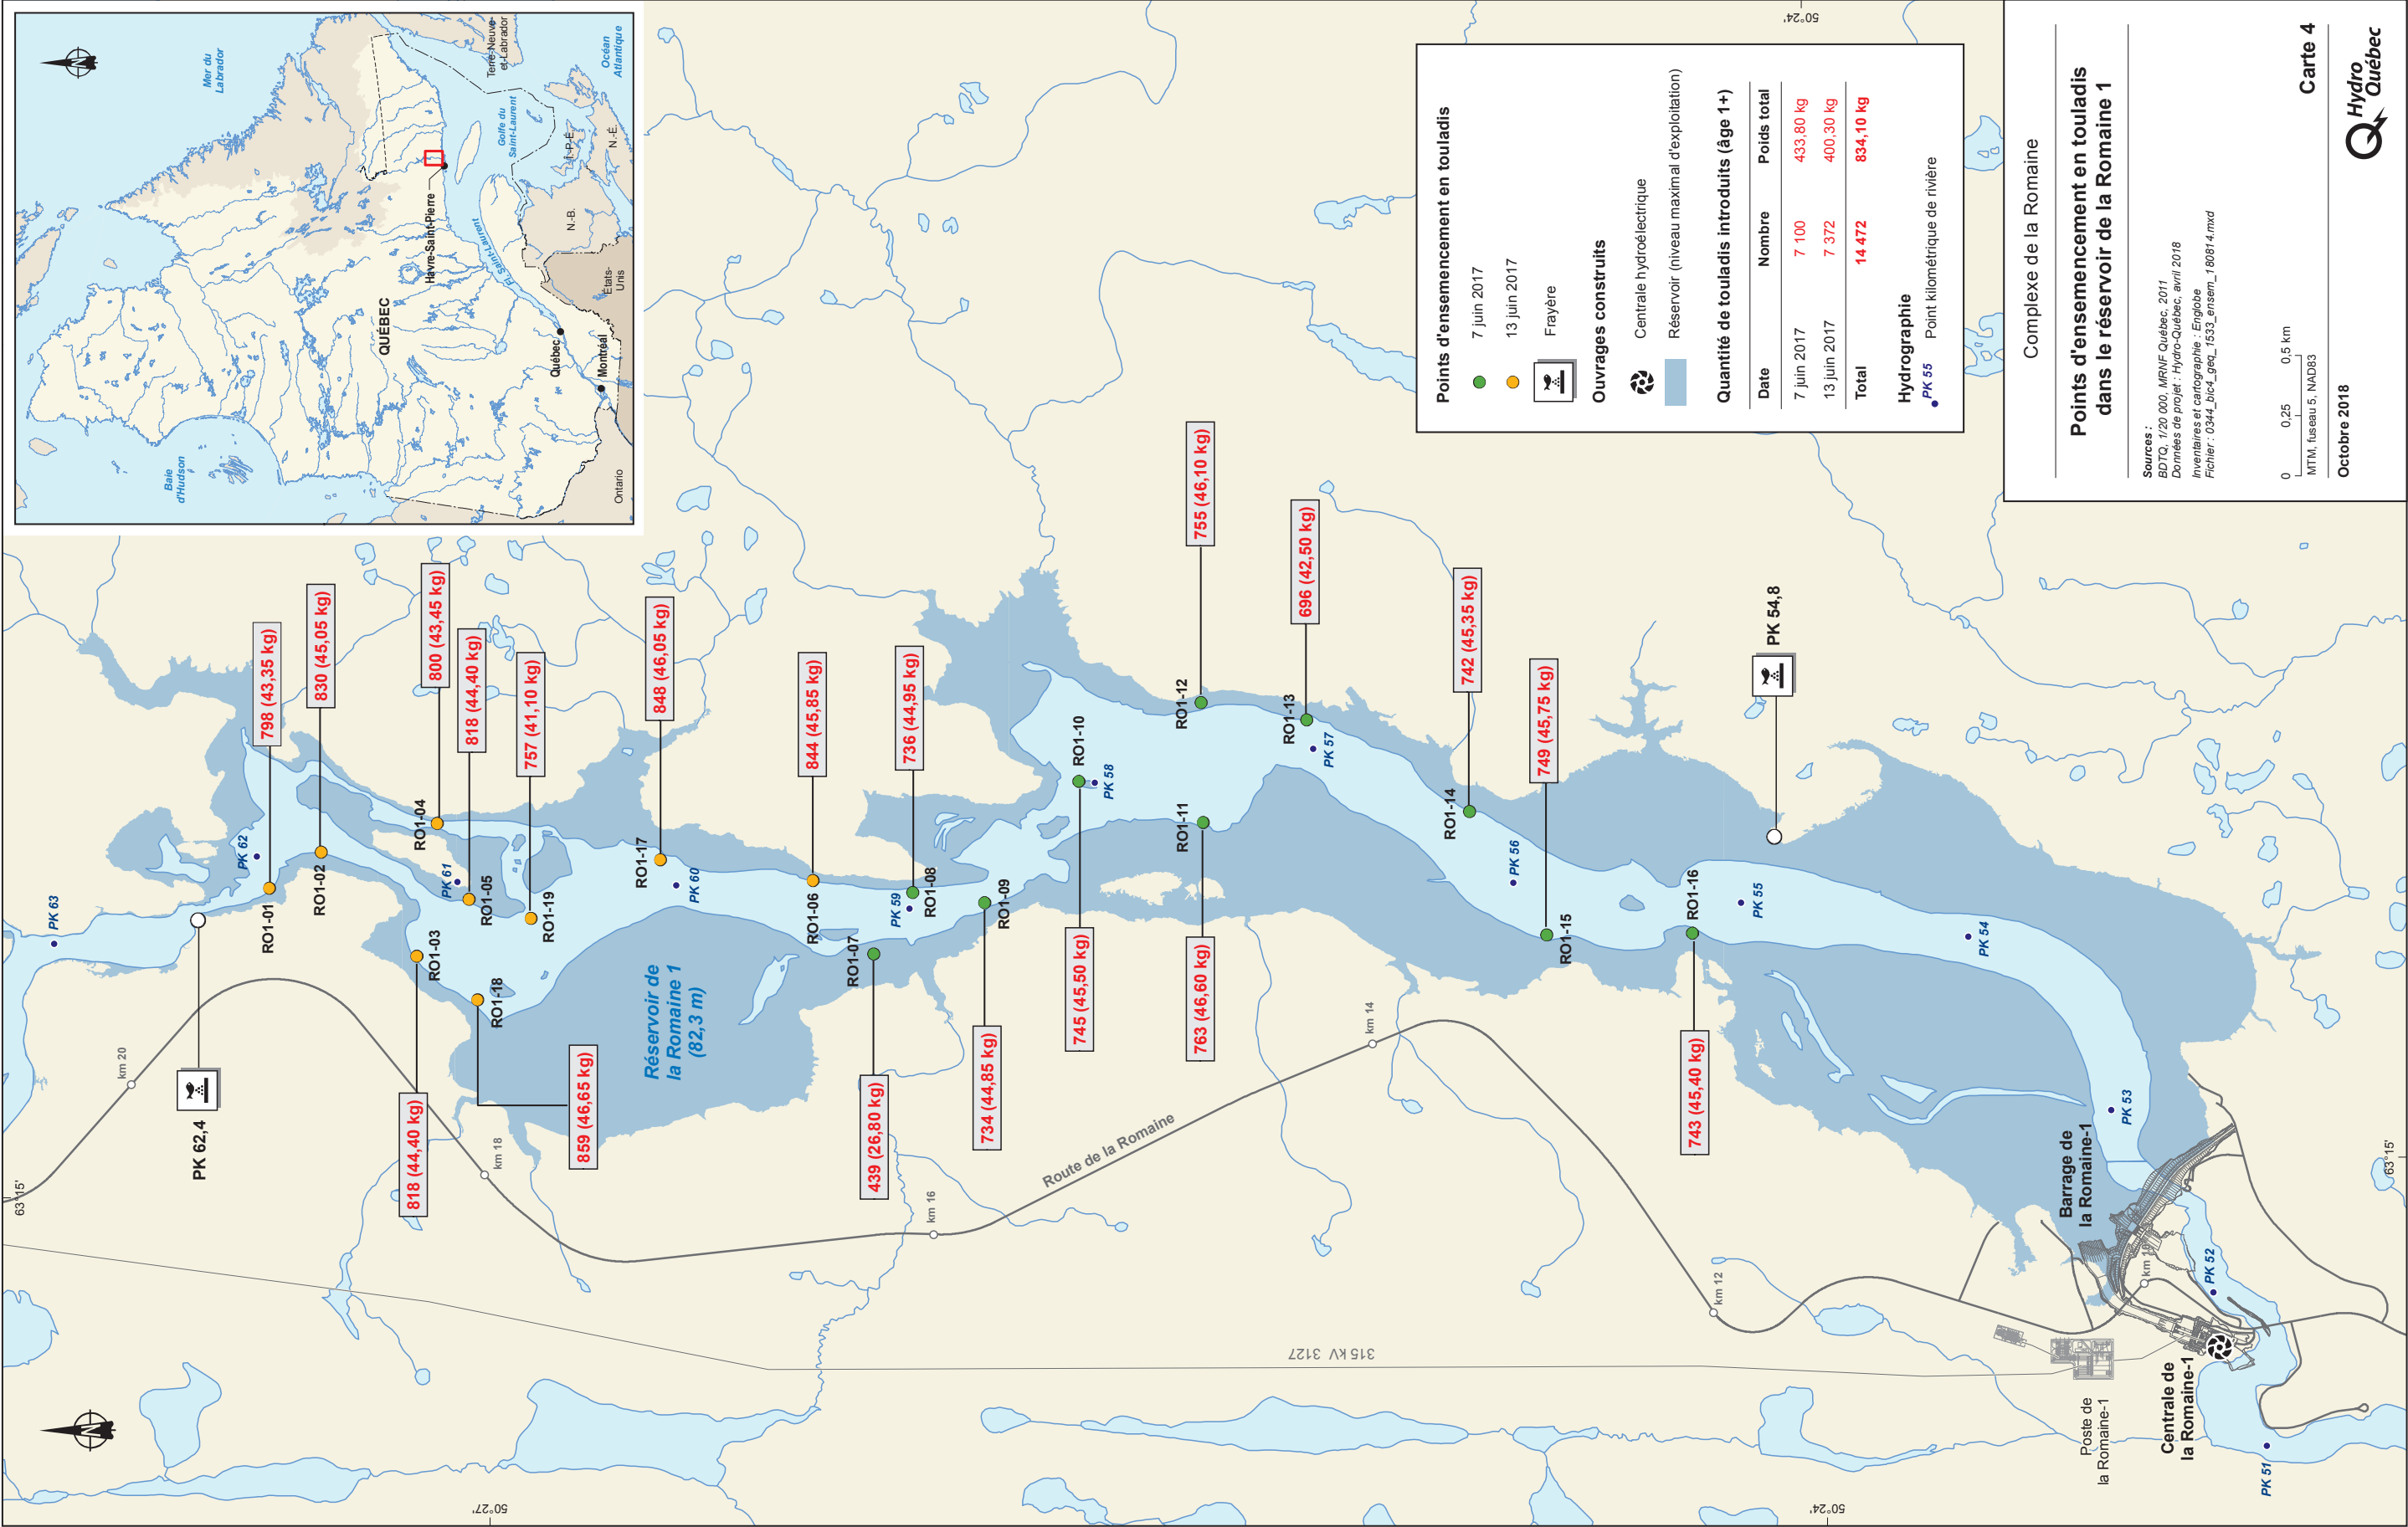 Mer du
Labrador
Terre-Neuve-
et-Labrador
Océan
Atlantique
Golfe du
Saint-Laurent
Î.-P.-É.
N.-É.
Baie
d'Hudson
QUÉBEC
Havre-Saint-Pierre
Saint-Laurent
N.-B.
États-
Unis
Québec
Montréal
Ontario
50°24'
Points d'ensemencement en touladis
7 juin 2017
13 juin 2017
Frayère
Ouvrages construits
Centrale hydroélectrique
Réservoir (niveau maximal d'exploitation)
Quantité de touladis introduits (âge 1+)
Date Nombre Poids total
7 juin 2017 7 100 433,80 kg
13 juin 2017 7 372 400,30 kg
Total 14 472 834,10 kg
Hydrographie
PK 55 Point kilométrique de rivière
Complexe de la Romaine
Points d'ensemencement en touladis
dans le réservoir de la Romaine 1
Sources :
BDTQ, 1/20 000, MRNF Québec, 2011
Données de projet : Hydro-Québec, avril 2018
Inventaires et cartographie : Englobe
Fichier : 0344_bic4_geq_1533_ensem_180814.mxd
0 0,25 0,5 km
MTM, fuseau 5, NAD83
Octobre 2018
Carte 4
Hydro
Québec
PK 63
PK 62
798 (43,35 kg)
RO1-01
830 (45,05 kg)
RO1-02
800 (43,45 kg)
RO1-04
818 (44,40 kg)
PK 61
RO1-05
757 (41,10 kg)
RO1-19
848 (46,05 kg)
RO1-17
PK 60
844 (45,85 kg)
RO1-06
736 (44,95 kg)
PK 59
RO1-08
RO1-09
RO1-03
RO1-18
RO1-07
Réservoir de
la Romaine 1
(82,3 m)
km 20
PK 62,4
63°15'
818 (44,40 kg)
km 18
859 (46,65 kg)
439 (26,80 kg)
km 16
734 (44,85 kg)
Route de la Romaine
RO1-10
PK 58
745 (45,50 kg)
RO1-11
763 (46,60 kg)
755 (46,10 kg)
RO1-12
696 (42,50 kg)
RO1-13
PK 57
742 (45,35 kg)
RO1-14
749 (45,75 kg)
PK 56
RO1-15
RO1-16
743 (45,40 kg)
km 14
PK 54,8
PK 55
PK 54
PK 53
km 12
315 kV 3127
Barrage de
la Romaine-1
km 10
PK 52
Poste de
la Romaine-1
Centrale de
la Romaine-1
PK 51
63°15'
50°27'
50°24'
N